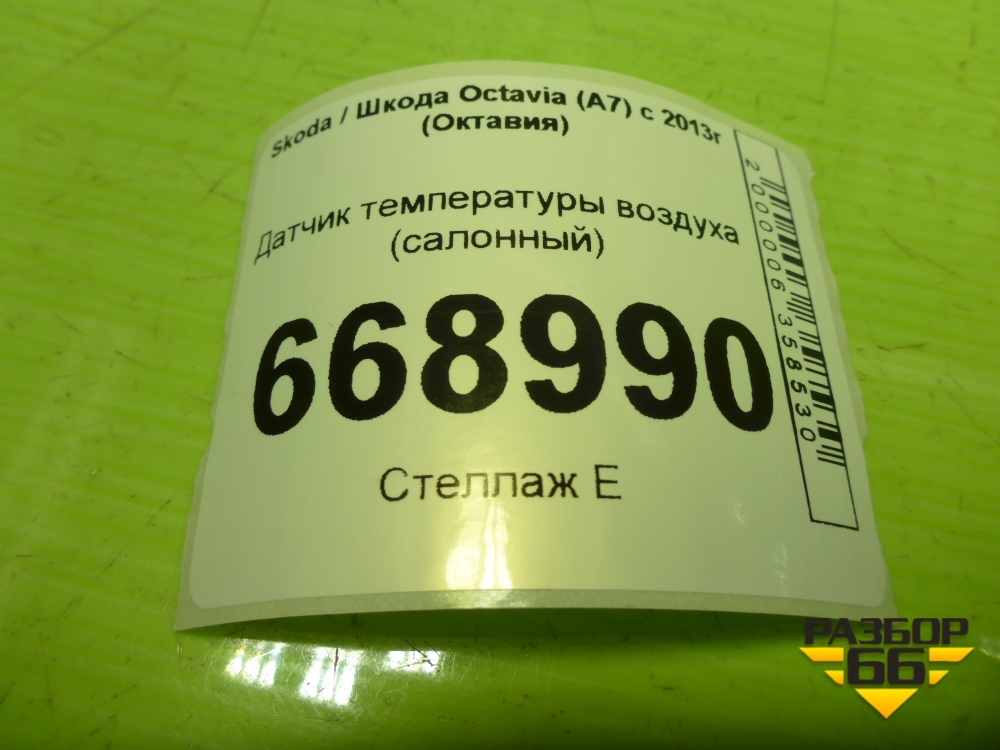 Skoda / Шкода Octavia (A7) с 2013г
(Октавия)
Датчик температуры воздуха
(салонный)
668990
Стеллаж Е
2000006358530
РАЗБОР
66